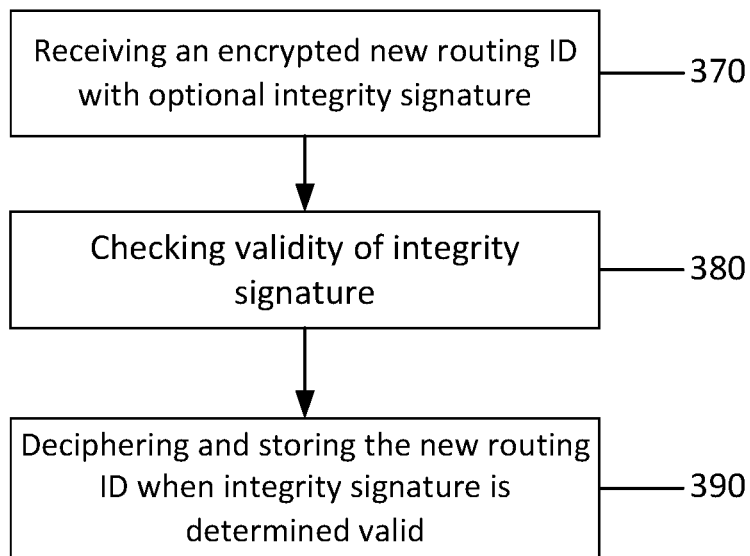 Receiving an encrypted new routing ID
with optional integrity signature
370
Checking validity of integrity
signature
380
Deciphering and storing the new routing
ID when integrity signature is
determined valid
390